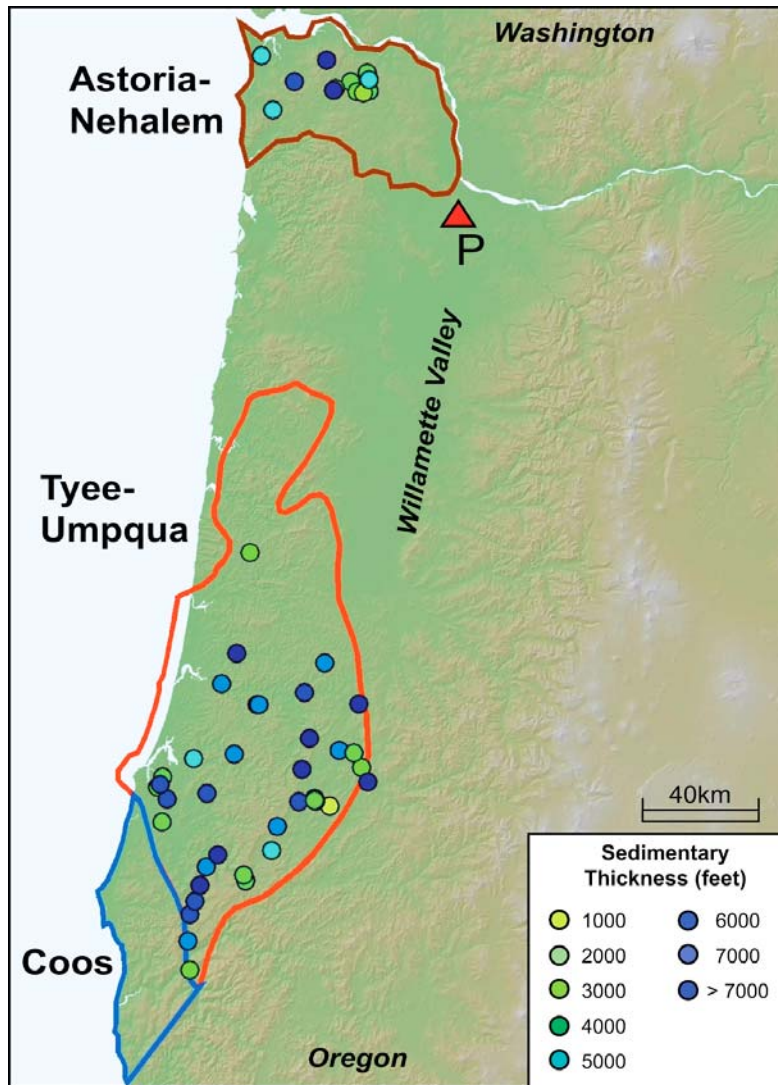 Washington
Astoria-
Nehalem
P
Willamette Valley
Tyee-
Umpqua
40km
Coos
Oregon
Sedimentary
Thickness (feet)
1000
2000
3000
4000
5000
6000
7000
> 7000